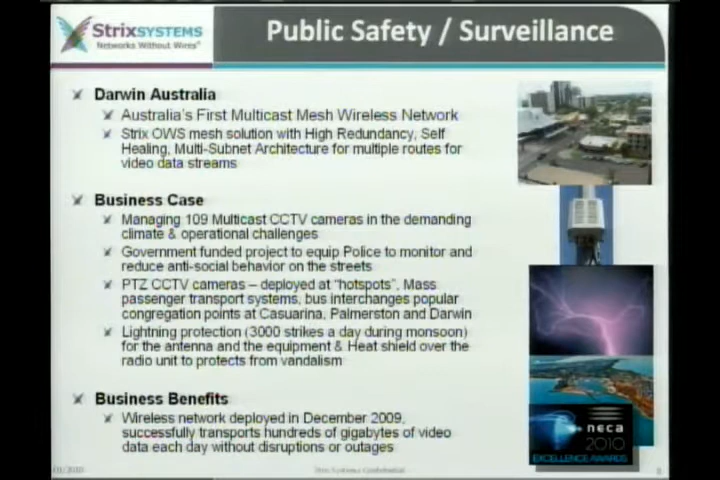 StrixSYSTEMS
Networks Without Wires
Public Safety / Surveillance
Darwin Australia
Australia's First Multicast Mesh Wireless Network
Strix OWS mesh solution with High Redundancy, Self
Healing, Multi-Subnet Architecture for multiple routes for
video data streams
Business Case
Managing 109 Multicast CCTV cameras in the demanding
climate & operational challenges
Government funded project to equip Police to monitor and
reduce anti-social behavior on the streets
PTZ CCTV cameras – deployed at "hotspots", Mass
passenger transport systems, bus interchanges popular
congregation points at Casuarina, Palmerston and Darwin
Lightning protection (3000 strikes a day during monsoon)
for the antenna and the equipment & Heat shield over the
radio unit to protects from vandalism
Business Benefits
Wireless network deployed in December 2009,
successfully transports hundreds of gigabytes of video
data each day without disruptions or outages
neca
2010
EXCELLENCE AWARDS
Strix Systems Confidential